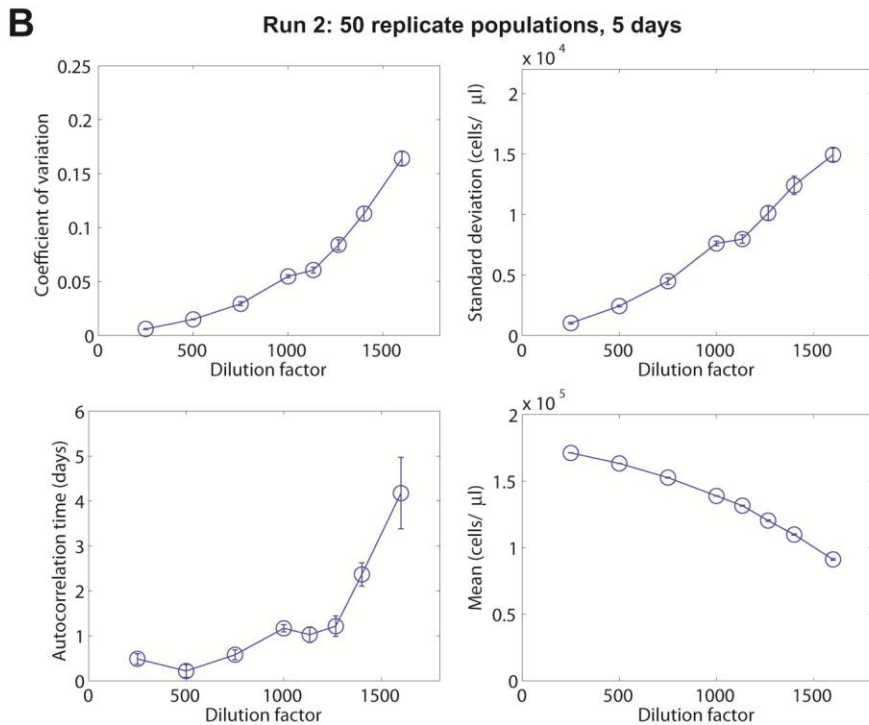 B
Run 2: 50 replicate populations, 5 days
Coefficient of variation
0.25
0.2
0.15
0.1
0.05
0
0 500 1000 1500
Dilution factor
x 10^4
Standard deviation (cells/ μl)
2
1.5
1
0.5
0
0 500 1000 1500
Dilution factor
Autocorrelation time (days)
6
5
4
3
2
1
0
0 500 1000 1500
Dilution factor
x 10^5
Mean (cells/ μl)
2
1.5
1
0.5
0
0 500 1000 1500
Dilution factor